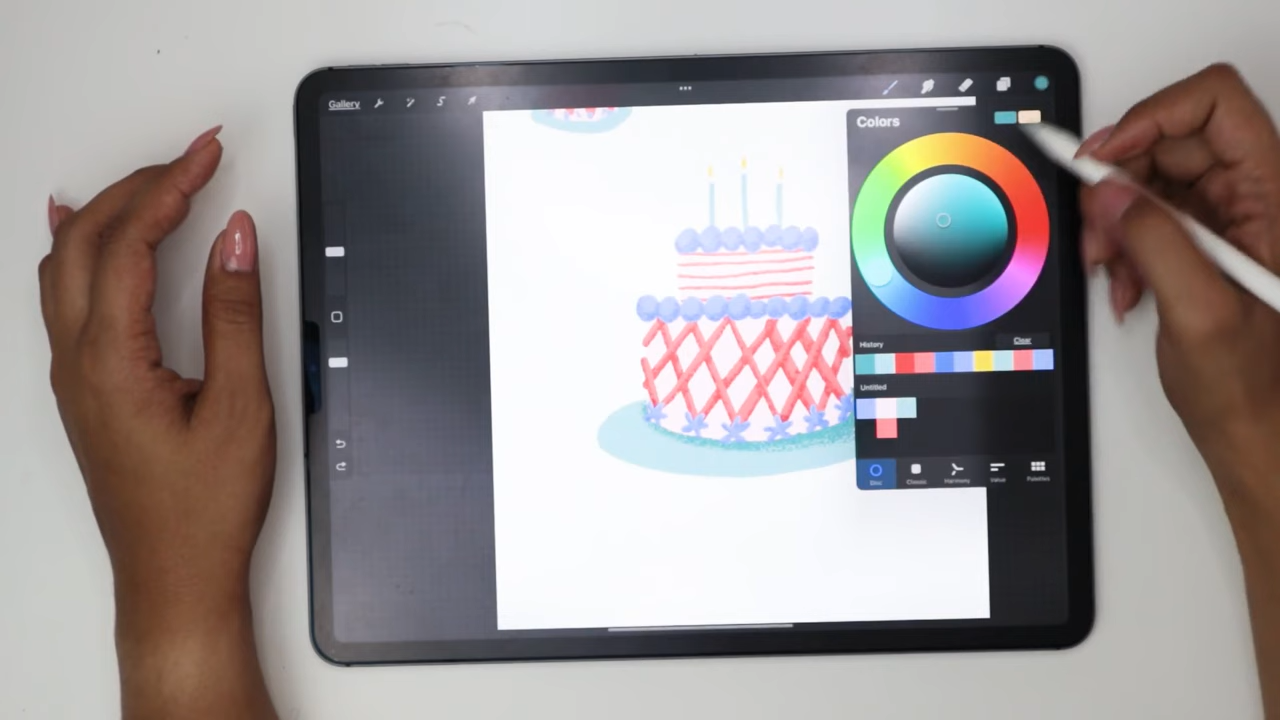 Gallery
Colors
History
Clear
Untitled
Disc
Classic
Harmony
Value
Palettes